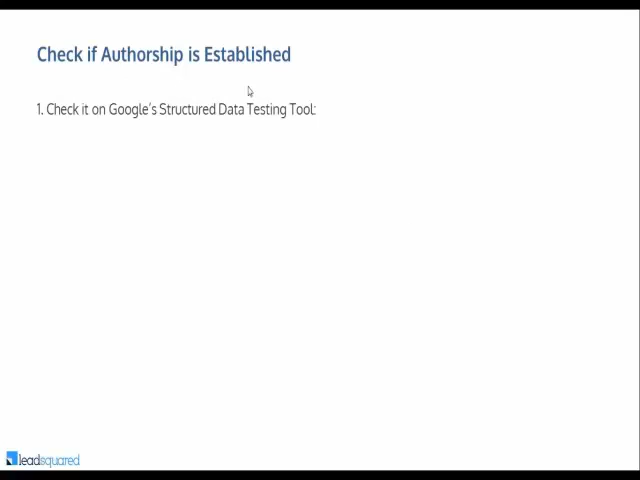 Check if Authorship is Established
1. Check it on Google's Structured Data Testing Tool:
leadsquared